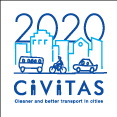 2020
CIVITAS
Cleaner and better transport in cities